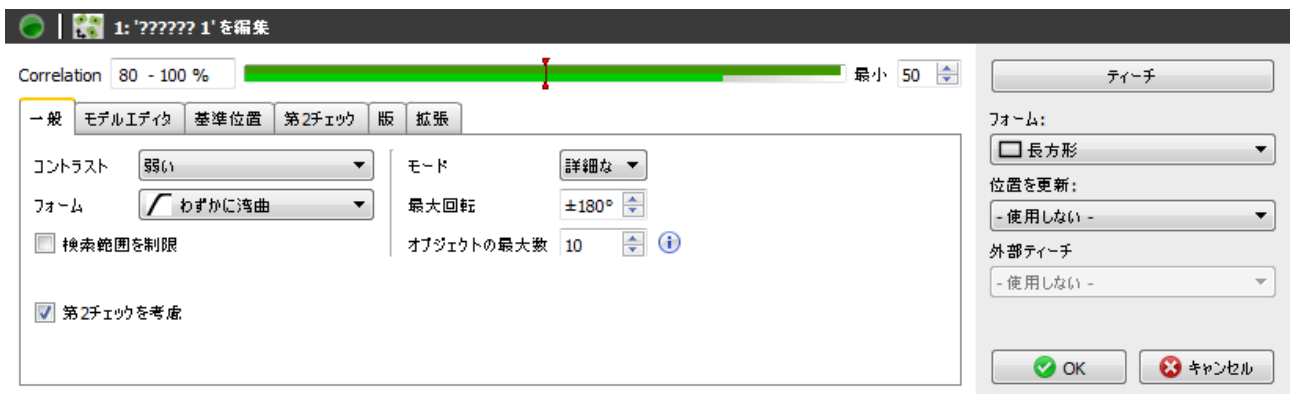 1: '?????? 1' を編集
Correlation 80 - 100 % 最小 50
ティーチ
一般 モデルエディタ 基準位置 第2チェック 版 拡張
フォーム:
長方形
コントラスト 弱い モード 詳細な
位置を更新:
フォーム わずかに湾曲 最大回転 ±180°
- 使用しない -
検索範囲を制限 オブジェクトの最大数 10
外部ティーチ
- 使用しない -
第2チェックを考慮
OK キャンセル